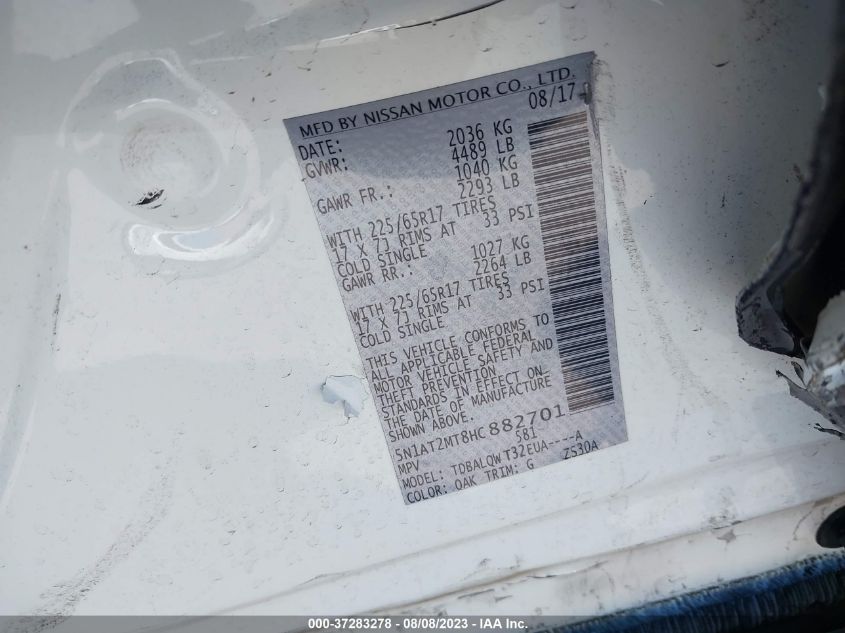 MFD BY NISSAN MOTOR CO., LTD.
DATE: 08/17
GVWR: 2036 KG
4489 LB
GAWR FR.: 1040 KG
2293 LB
WITH 225/65R17 TIRES
17 X 7J RIMS AT 33 PSI
COLD SINGLE
GAWR RR.: 1027 KG
2264 LB
WITH 225/65R17 TIRES
17 X 7J RIMS AT 33 PSI
COLD SINGLE
THIS VEHICLE CONFORMS TO
ALL APPLICABLE FEDERAL
MOTOR VEHICLE SAFETY AND
THEFT PREVENTION
STANDARDS IN EFFECT ON
THE DATE OF MANUFACTURE
SHOWN ABOVE.
5N1AT2MT8HC882701
MPV S81
MODEL: TDBALQWT32EUA----A
COLOR: QAK TRIM: G ZS30A
000-37283278 - 08/08/2023 - IAA Inc.